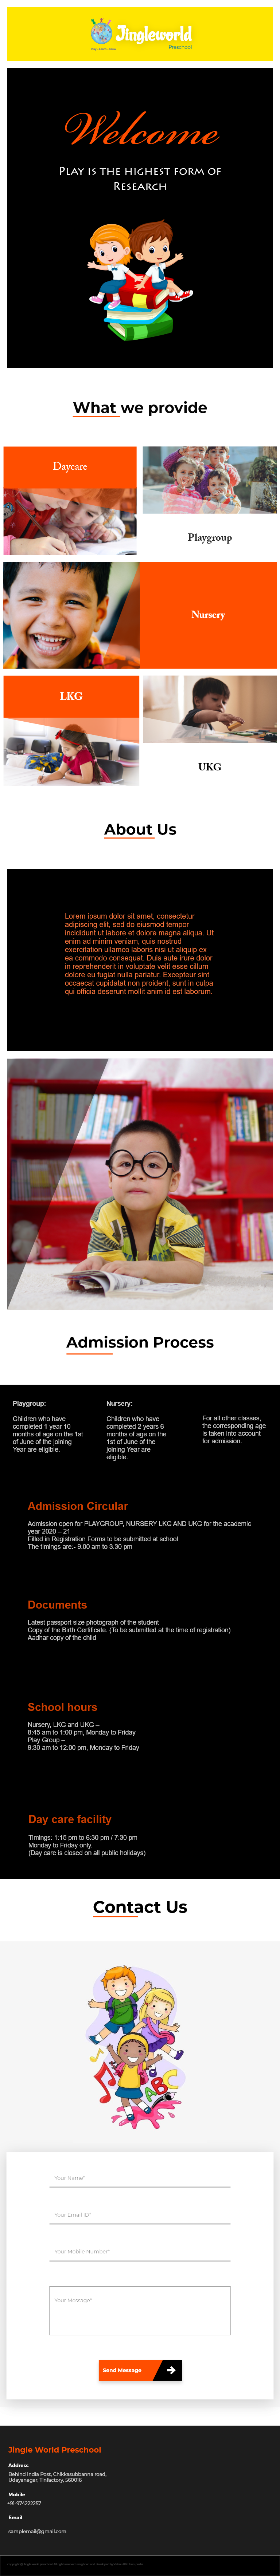 Jingleworld
Preschool
Welcome
Play is the highest form of
Research
What we provide
Daycare
Playgroup
Nursery
LKG
UKG
About Us
Lorem ipsum dolor sit amet, consectetur
adipiscing elit, sed do eiusmod tempor
incididunt ut labore et dolore magna aliqua. Ut
enim ad minim veniam, quis nostrud
exercitation ullamco laboris nisi ut aliquip ex
ea commodo consequat. Duis aute irure dolor
in reprehenderit in voluptate velit esse cillum
dolore eu fugiat nulla pariatur. Excepteur sint
occaecat cupidatat non proident, sunt in culpa
qui officia deserunt mollit anim id est laborum.
Admission Process
Playgroup:
Children who have
completed 1 year 10
months of age on the 1st
of June of the joining
Year are eligible.
Nursery:
Children who have
completed 2 years 6
months of age on the
1st of June of the
joining Year are
eligible.
For all other classes,
the corresponding age
is taken into account
for admission.
Admission Circular
Admission open for PLAYGROUP, NURSERY LKG AND UKG for the academic
year 2020 – 21
Filled in Registration Forms to be submitted at school
The timings are:- 9.00 am to 3.30 pm
Documents
Latest passport size photograph of the student
Copy of the Birth Certificate. (To be submitted at the time of registration)
Aadhar copy of the child
School hours
Nursery, LKG and UKG –
8:45 am to 1:00 pm, Monday to Friday
Play Group –
9:30 am to 12:00 pm, Monday to Friday
Day care facility
Timings: 1:15 pm to 6:30 pm / 7:30 pm
Monday to Friday only.
(Day care is closed on all public holidays)
Contact Us
A B C
Your Name*
Your Email ID*
Your Mobile Number*
Your Message*
Send Message
Jingle World Preschool
Address
Behind India Post, Chikkasubbanna road,
Udayanagar, Tinfactory, 560016
Mobile
+91-974222257
Email
samplemail@gmail.com